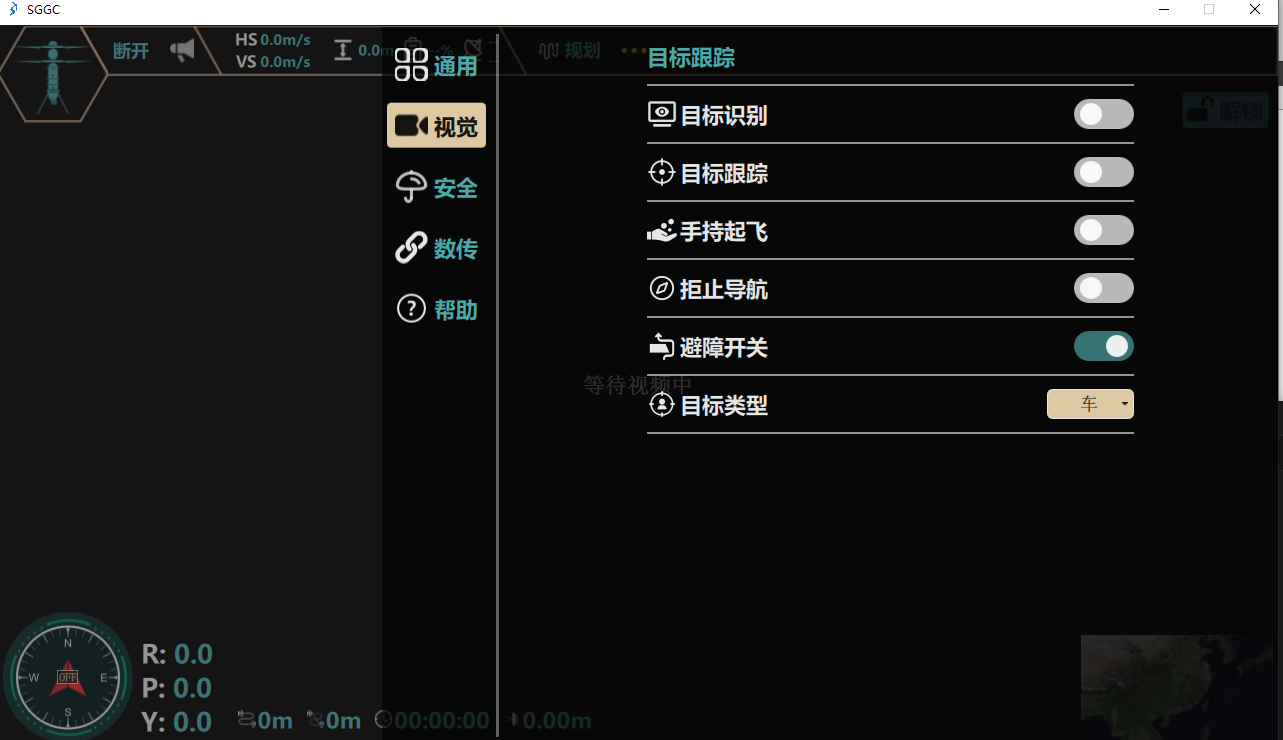 SGGC
断开
HS 0.0m/s
VS 0.0m/s
0.0m
规划
通用
视觉
安全
数传
帮助
目标跟踪
目标识别
目标跟踪
手持起飞
拒止导航
避障开关
目标类型
车
解锁
等待视频中
N
W
OFF
E
S
R: 0.0
P: 0.0
Y: 0.0
0m
0m
00:00:00
0.00m